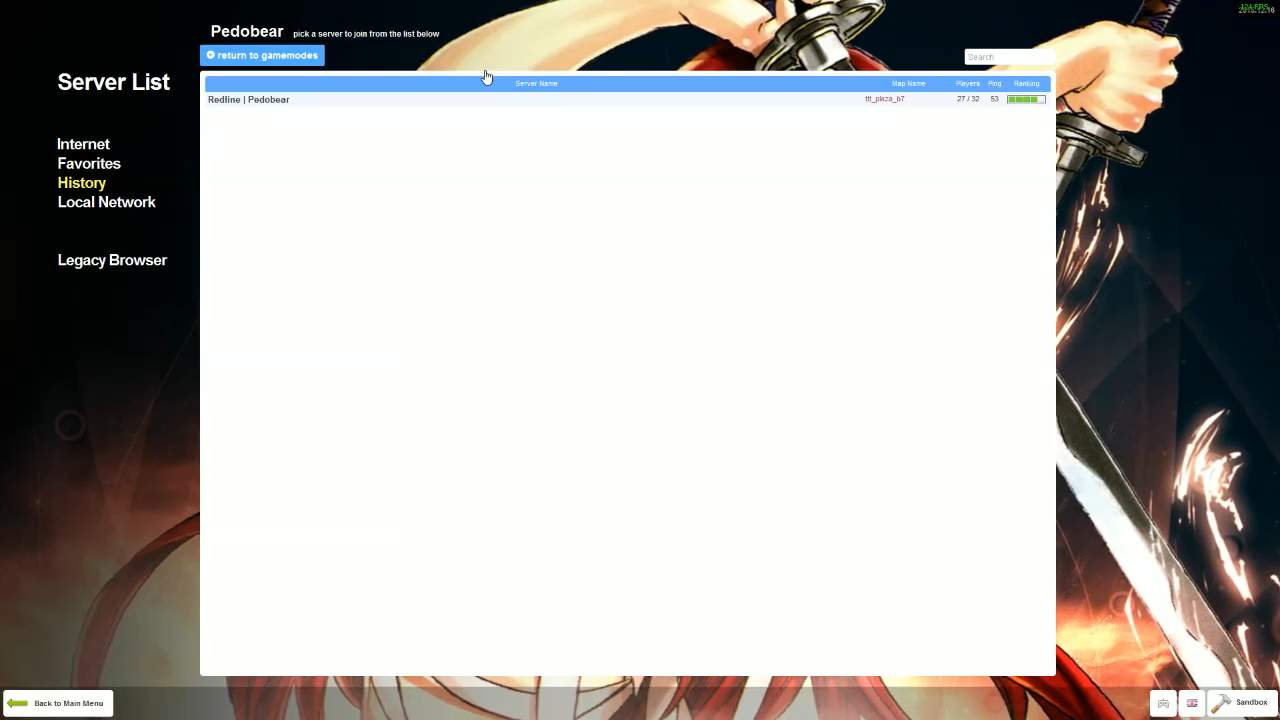 Pedobear pick a server to join from the list below
return to gamemodes
Search
Server List
Internet
Favorites
History
Local Network
Legacy Browser
Server Name Map Name Players Ping Ranking
Redline | Pedobear ttt_plaza_b7 27 / 32 53
Back to Main Menu
Sandbox